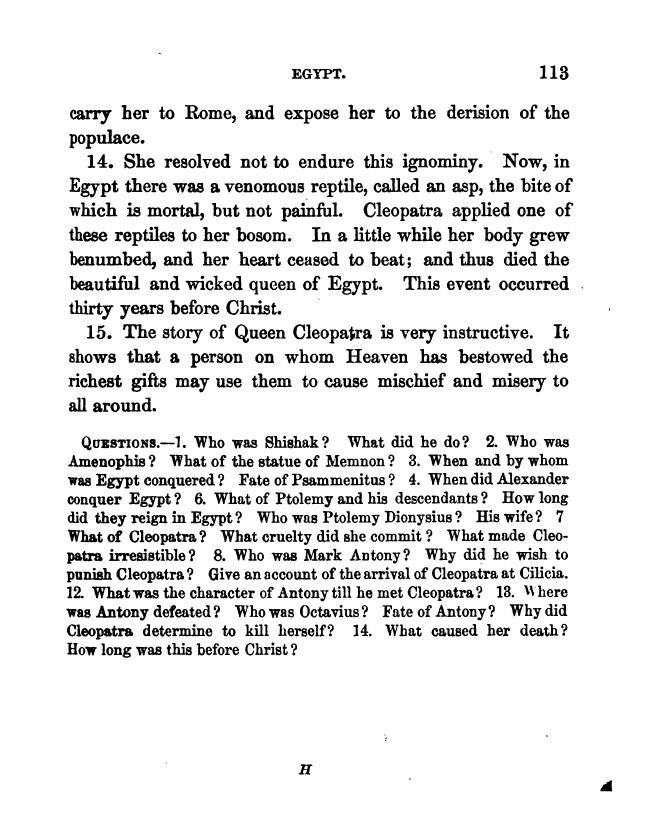 EGYPT. 113
carry her to Rome, and expose her to the derision of the
populace.
14. She resolved not to endure this ignominy. Now, in
Egypt there was a venomous reptile, called an asp, the bite of
which is mortal, but not painful. Cleopatra applied one of
these reptiles to her bosom. In a little while her body grew
benumbed, and her heart ceased to beat; and thus died the
beautiful and wicked queen of Egypt. This event occurred
thirty years before Christ.
15. The story of Queen Cleopatra is very instructive. It
shows that a person on whom Heaven has bestowed the
richest gifts may use them to cause mischief and misery to
all around.
QUESTIONS.—1. Who was Shishak? What did he do? 2. Who was
Amenophis? What of the statue of Memnon? 3. When and by whom
was Egypt conquered? Fate of Psammenitus? 4. When did Alexander
conquer Egypt? 6. What of Ptolemy and his descendants? How long
did they reign in Egypt? Who was Ptolemy Dionysius? His wife? 7
What of Cleopatra? What cruelty did she commit? What made Cleo-
patra irresistible? 8. Who was Mark Antony? Why did he wish to
punish Cleopatra? Give an account of the arrival of Cleopatra at Cilicia.
12. What was the character of Antony till he met Cleopatra? 13. Where
was Antony defeated? Who was Octavius? Fate of Antony? Why did
Cleopatra determine to kill herself? 14. What caused her death?
How long was this before Christ?
H